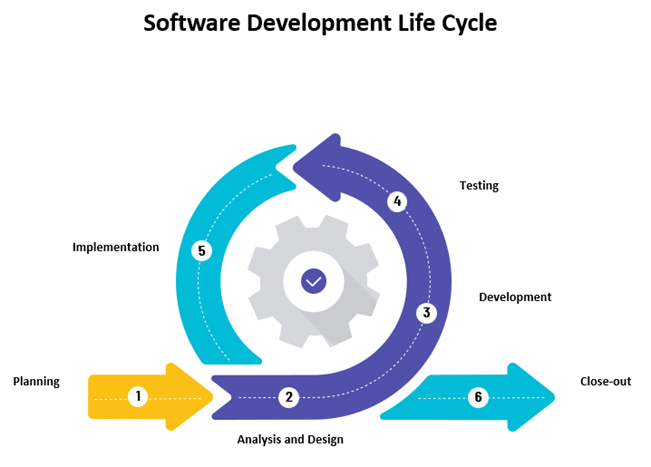 Software Development Life Cycle
4
Testing
5
Implementation
3
Development
Planning
1
2
6
Close-out
Analysis and Design